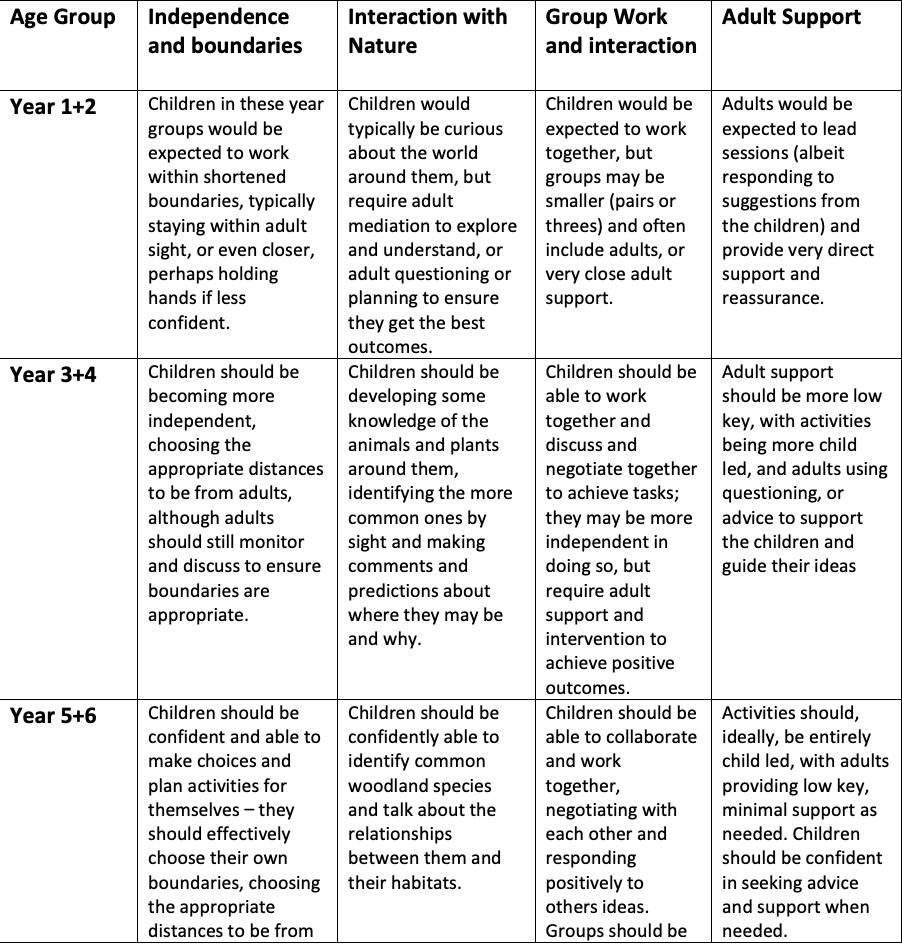 Age Group
Independence
and boundaries
Interaction with
Nature
Group Work
and interaction
Adult Support
Year 1+2
Children in these year
groups would be
expected to work
within shortened
boundaries, typically
staying within adult
sight, or even closer,
perhaps holding
hands if less
confident.
Children would
typically be curious
about the world
around them, but
require adult
mediation to explore
and understand, or
adult questioning or
planning to ensure
they get the best
outcomes.
Children would be
expected to work
together, but
groups may be
smaller (pairs or
threes) and often
include adults, or
very close adult
support.
Adults would be
expected to lead
sessions (albeit
responding to
suggestions from
the children) and
provide very direct
support and
reassurance.
Year 3+4
Children should be
becoming more
independent,
choosing the
appropriate distances
to be from adults,
although adults
should still monitor
and discuss to ensure
boundaries are
appropriate.
Children should be
developing some
knowledge of the
animals and plants
around them,
identifying the more
common ones by
sight and making
comments and
predictions about
where they may be
and why.
Children should be
able to work
together and
discuss and
negotiate together
to achieve tasks;
they may be more
independent in
doing so, but
require adult
support and
intervention to
achieve positive
outcomes.
Adult support
should be more low
key, with activities
being more child
led, and adults using
questioning, or
advice to support
the children and
guide their ideas
Year 5+6
Children should be
confident and able to
make choices and
plan activities for
themselves – they
should effectively
choose their own
boundaries, choosing
the appropriate
distances to be from
Children should be
confidently able to
identify common
woodland species
and talk about the
relationships
between them and
their habitats.
Children should be
able to collaborate
and work
together,
negotiating with
each other and
responding
positively to
others ideas.
Groups should be
Activities should,
ideally, be entirely
child led, with adults
providing low key,
minimal support as
needed. Children
should be confident
in seeking advice
and support when
needed.